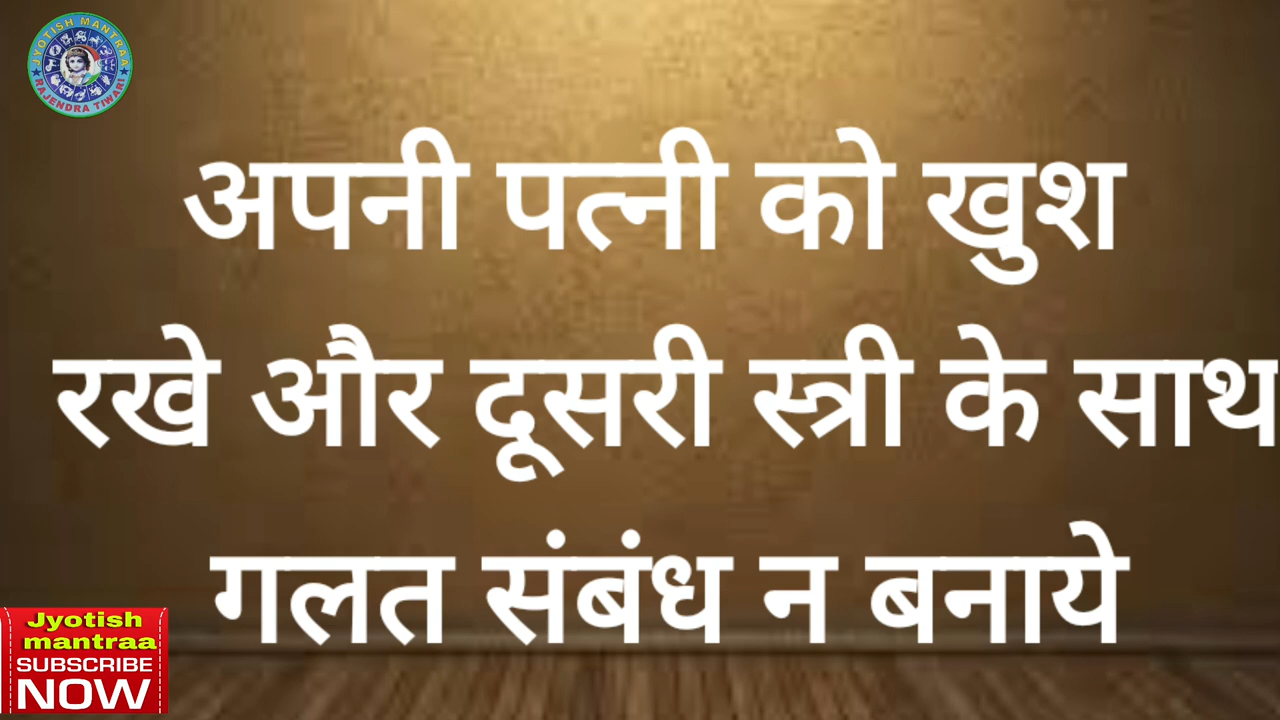 JYOTISH MANTRAA
RAJENDRA TIWARI
अपनी पत्नी को खुश
रखे और दूसरी स्त्री के साथ
गलत संबंध न बनाये
Jyotish
mantraa
SUBSCRIBE
NOW